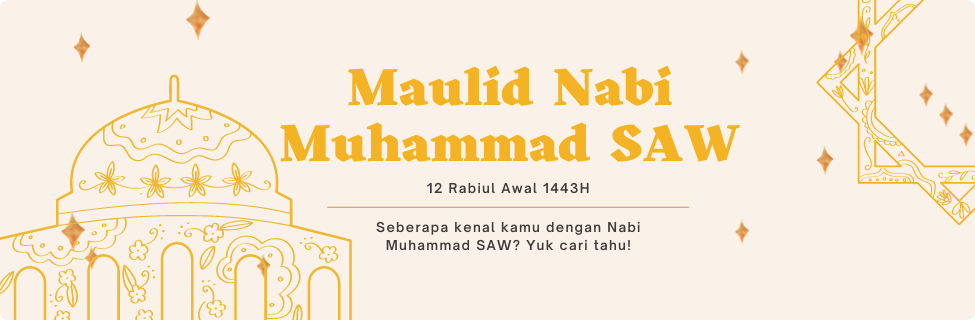 Maulid Nabi
Muhammad SAW
12 Rabiul Awal 1443H
Seberapa kenal kamu dengan Nabi
Muhammad SAW? Yuk cari tahu!